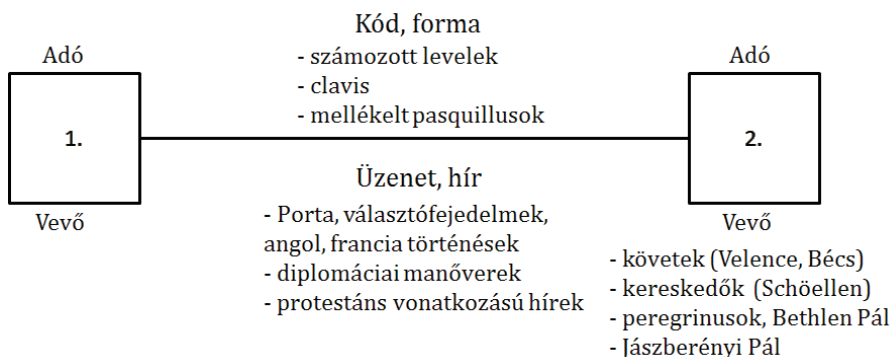 Kód, forma
- számozott levelek
- clavis
- mellékelt pasquillusok
Adó
1.
Vevő
Adó
2.
Vevő
Üzenet, hír
- Porta, választófejedelmek,
angol, francia történések
- diplomáciai manőverek
- protestáns vonatkozású hírek
- követek (Velence, Bécs)
- kereskedők (Schöellen)
- peregrinusok, Bethlen Pál
- Jászberényi Pál